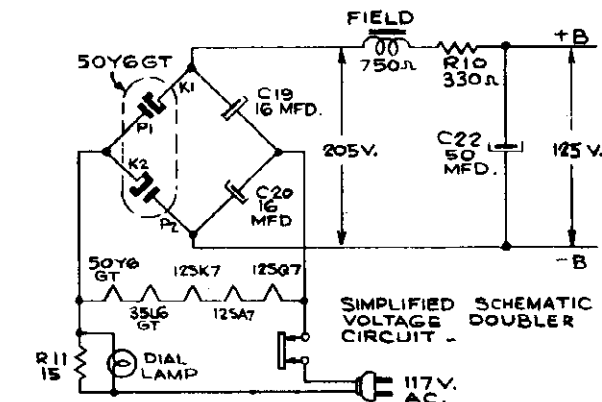 FIELD
+B
50Y6GT
K1
C19
16 MFD.
750Ω
R10
330Ω
P1
K2
205V.
C22
50
MFD.
125V.
C20
16
MFD
P2
-B
50Y6
GT
12SK7
12SQ7
35L6
GT
12SA7
SIMPLIFIED SCHEMATIC
VOLTAGE DOUBLER
CIRCUIT -
R11
15
DIAL
LAMP
117V.
AC.